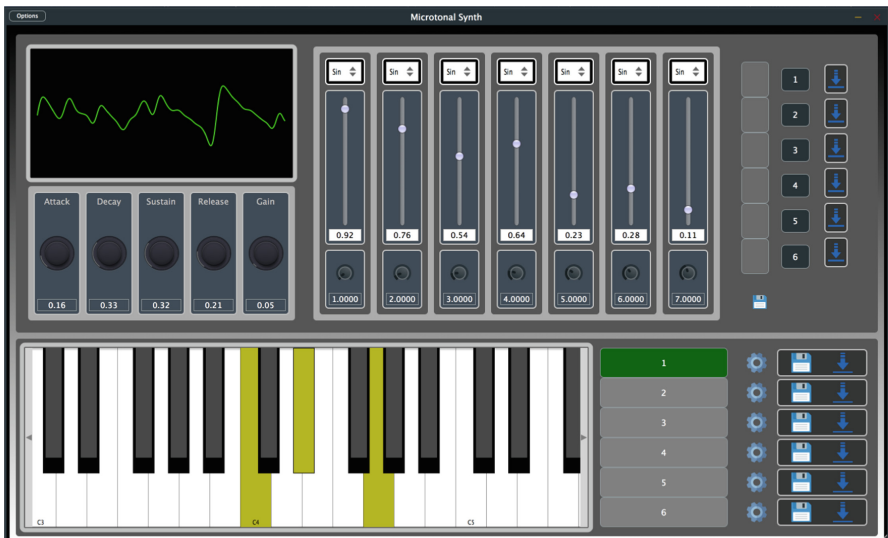 Options Microtonal Synth
Sin Sin Sin Sin Sin Sin Sin
0.92 0.76 0.54 0.64 0.23 0.28 0.11
1.0000 2.0000 3.0000 4.0000 5.0000 6.0000 7.0000
Attack Decay Sustain Release Gain
0.16 0.33 0.32 0.21 0.05
1
2
3
4
5
6
C3 C4 C5
1
2
3
4
5
6